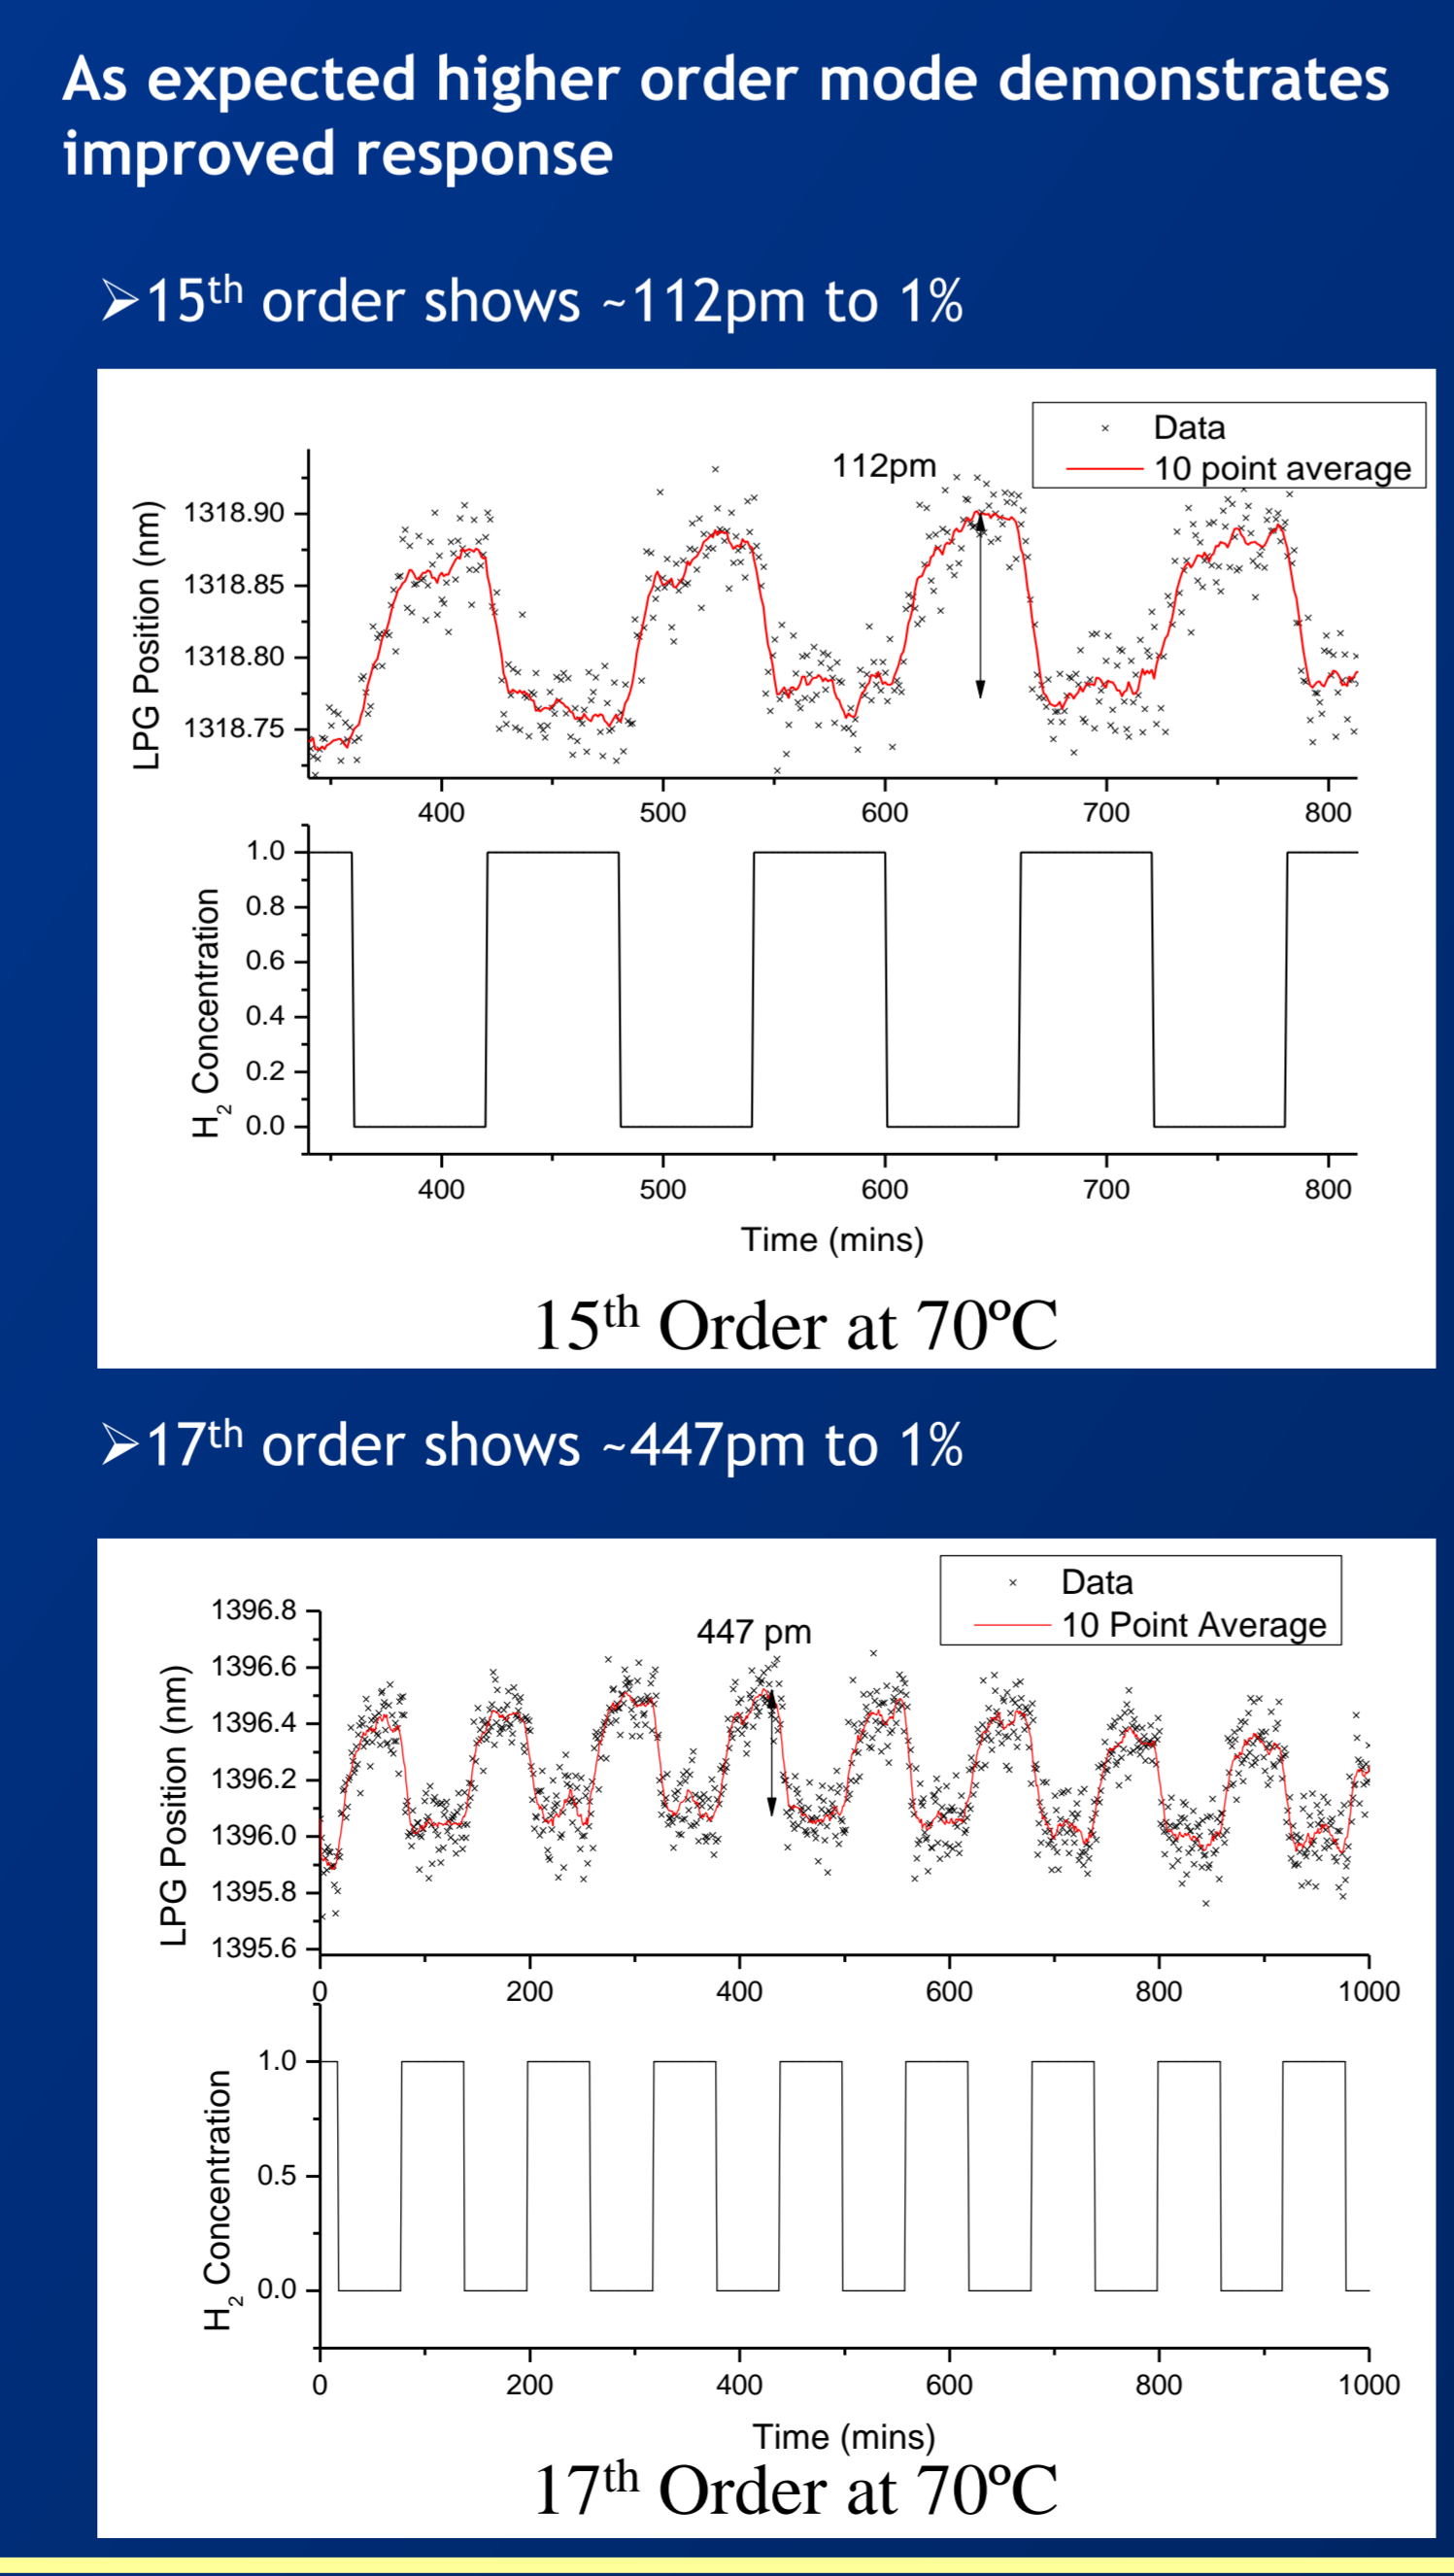 As expected higher order mode demonstrates
improved response
➢15th order shows ~112pm to 1%
Data
10 point average
112pm
LPG Position (nm)
1318.90
1318.85
1318.80
1318.75
400 500 600 700 800
H2 Concentration
1.0
0.8
0.6
0.4
0.2
0.0
400 500 600 700 800
Time (mins)
15th Order at 70ºC
➢17th order shows ~447pm to 1%
Data
10 Point Average
447 pm
LPG Position (nm)
1396.8
1396.6
1396.4
1396.2
1396.0
1395.8
1395.6
0 200 400 600 800 1000
H2 Concentration
1.0
0.5
0.0
0 200 400 600 800 1000
Time (mins)
17th Order at 70ºC